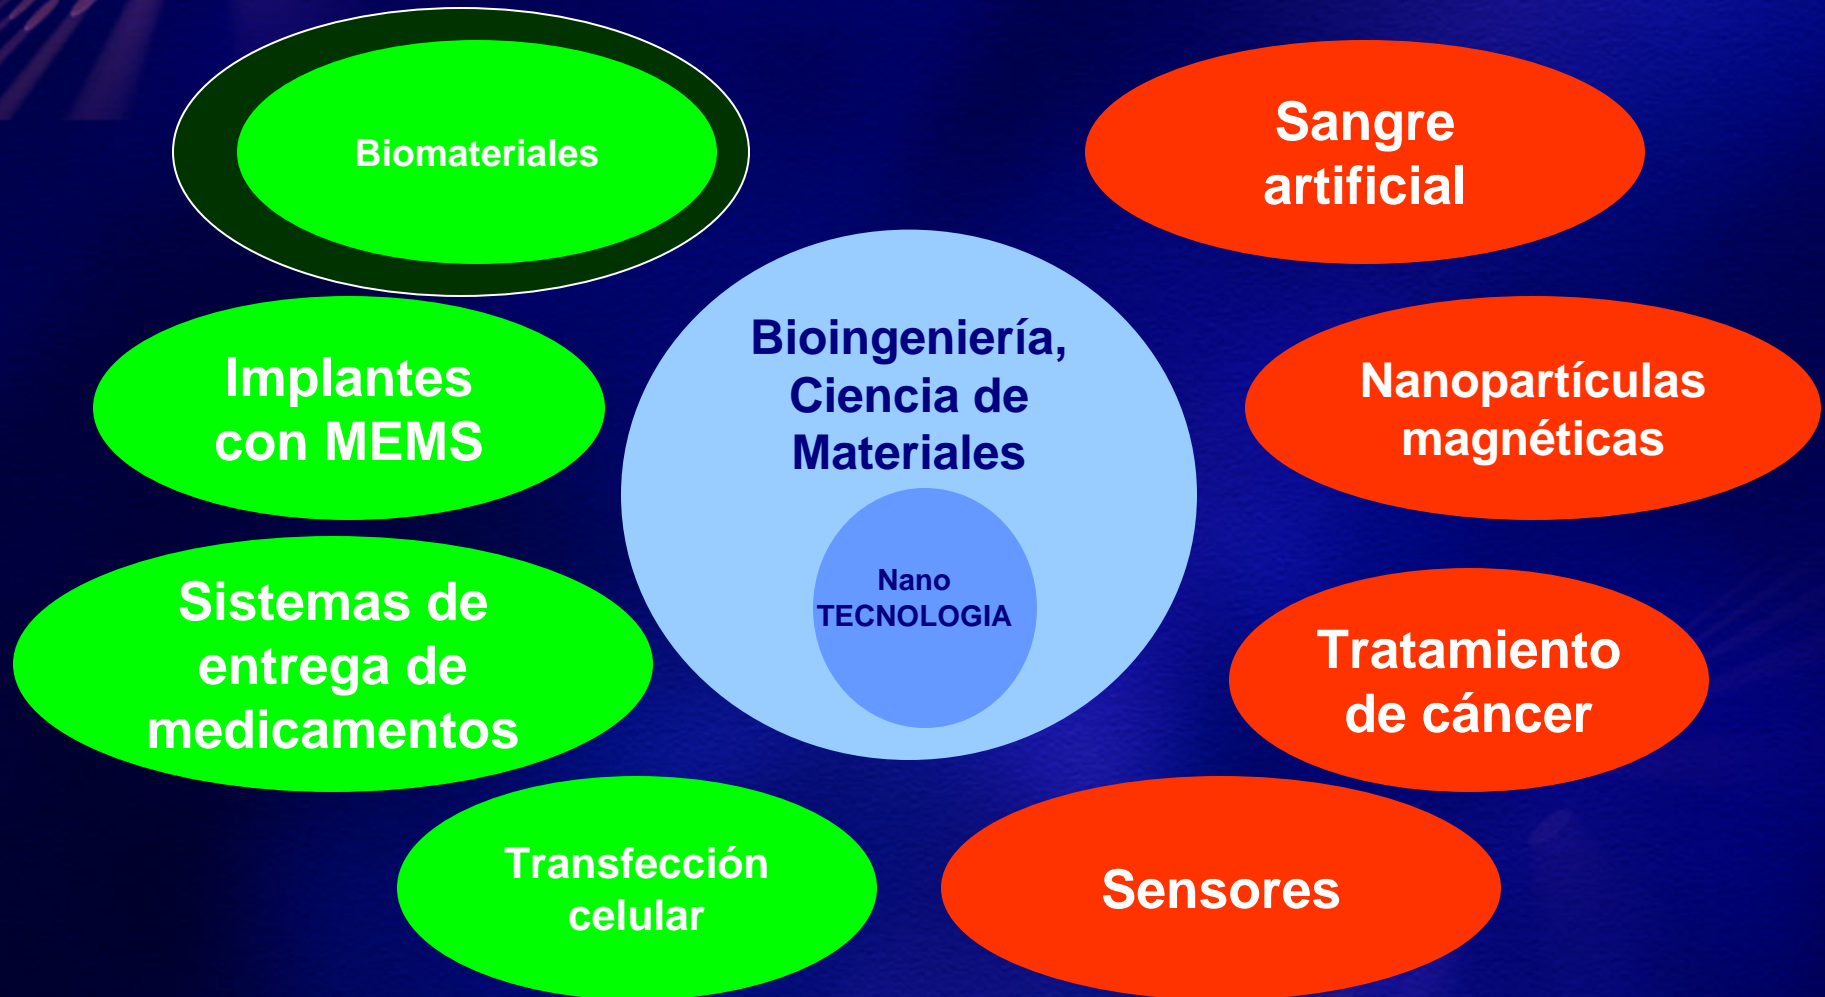 Biomateriales
Sangre
artificial
Bioingeniería,
Ciencia de
Materiales
Implantes
con MEMS
Nanopartículas
magnéticas
Nano
TECNOLOGIA
Sistemas de
entrega de
medicamentos
Tratamiento
de cáncer
Transfección
celular
Sensores